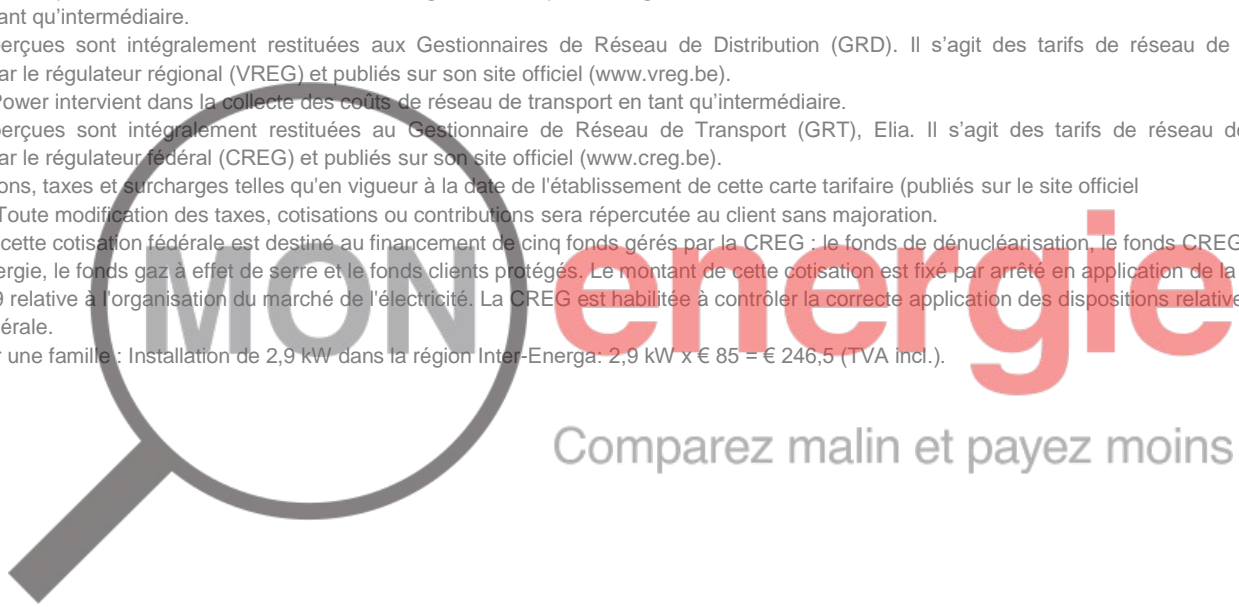 ant qu'intermédiaire.
erçues sont intégralement restituées aux Gestionnaires de Réseau de Distribution (GRD). Il s'agit des tarifs de réseau de
ar le régulateur régional (VREG) et publiés sur son site officiel (www.vreg.be).
Power intervient dans la collecte des coûts de réseau de transport en tant qu'intermédiaire.
erçues sont intégralement restituées au Gestionnaire de Réseau de Transport (GRT), Elia. Il s'agit des tarifs de réseau de
ar le régulateur fédéral (CREG) et publiés sur son site officiel (www.creg.be).
ons, taxes et surcharges telles qu'en vigueur à la date de l'établissement de cette carte tarifaire (publiés sur le site officiel
Toute modification des taxes, cotisations ou contributions sera répercutée au client sans majoration.
cette cotisation fédérale est destiné au financement de cinq fonds gérés par la CREG : le fonds de dénucléarisation, le fonds CREG
ergie, le fonds gaz à effet de serre et le fonds clients protégés. Le montant de cette cotisation est fixé par arrêté en application de la
9 relative à l'organisation du marché de l'électricité. La CREG est habilitée à contrôler la correcte application des dispositions relative
érale.
r une famille : Installation de 2,9 kW dans la région Inter-Energa: 2,9 kW x € 85 = € 246,5 (TVA incl.).
MON energie
Comparez malin et payez moins